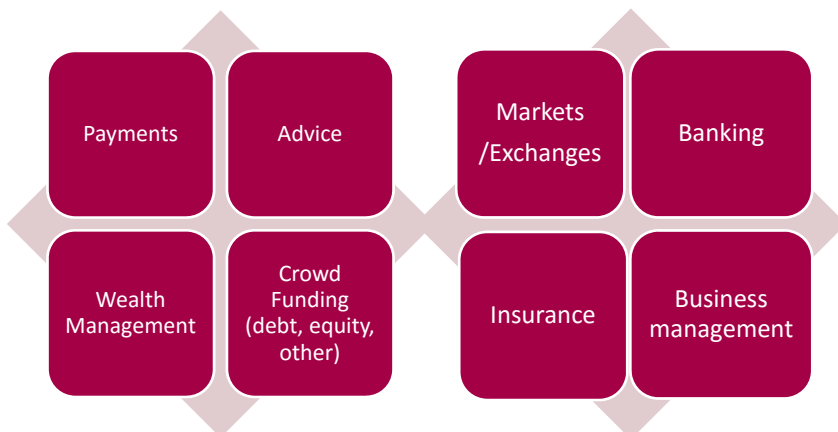 Payments
Advice
Wealth
Management
Crowd
Funding
(debt, equity,
other)
Markets
/Exchanges
Banking
Insurance
Business
management